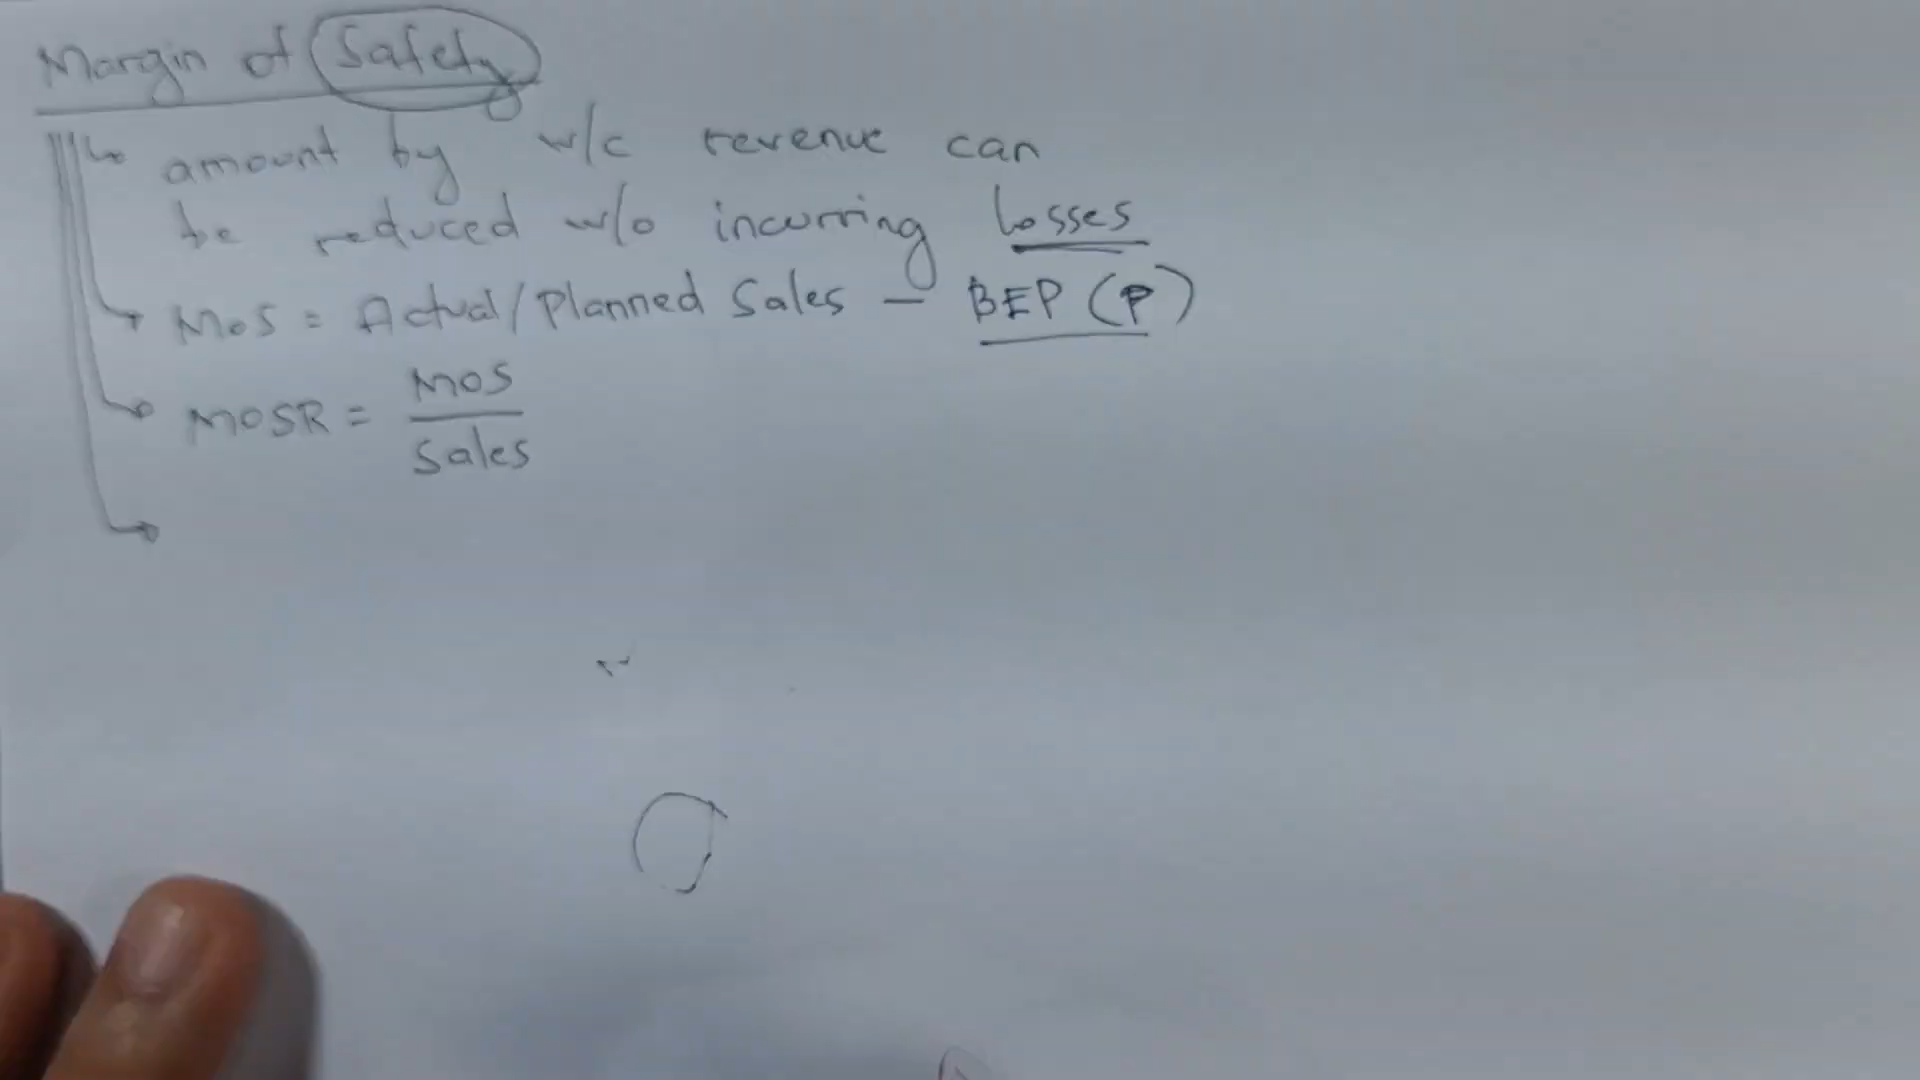 Margin of Safety
amount by w/c revenue can
be reduced w/o incurring losses
MOS = Actual/Planned Sales - BEP (₱)
MOSR = MOS
Sales